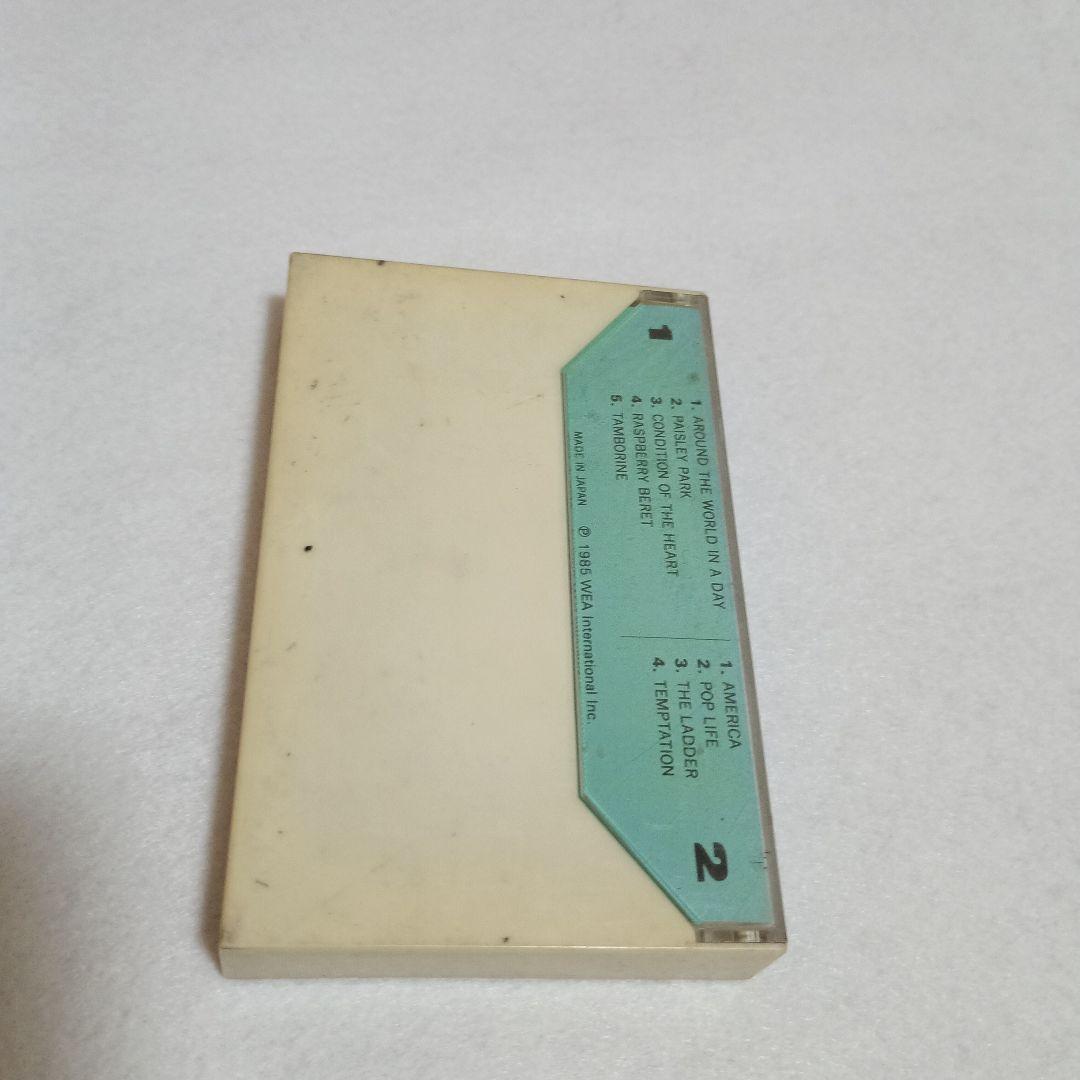 1
1. AROUND THE WORLD IN A DAY
2. PAISLEY PARK
3. CONDITION OF THE HEART
4. RASPBERRY BERET
5. TAMBORINE
1. AMERICA
2. POP LIFE
3. THE LADDER
4. TEMPTATION
2
MADE IN JAPAN ℗ 1985 WEA International Inc.